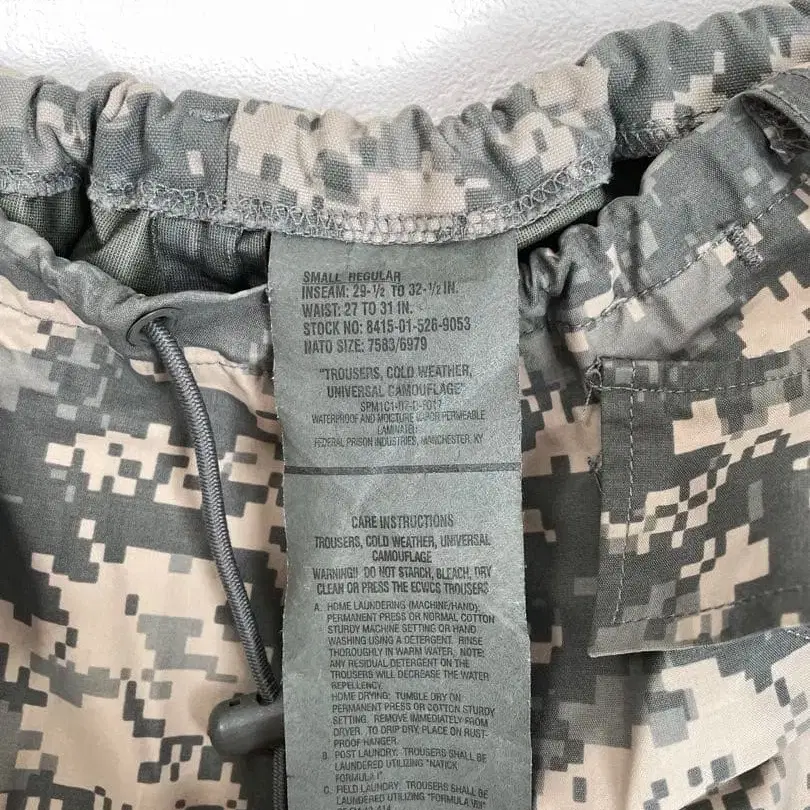 SMALL REGULAR
INSEAM: 29-1/2 TO 32-1/2 IN.
WAIST: 27 TO 31 IN.
STOCK NO: 8415-01-526-9053
NATO SIZE: 7583/6979
"TROUSERS, COLD WEATHER,
UNIVERSAL CAMOUFLAGE"
WATERPROOF AND MOISTURE VAPOR PERMEABLE
LAMINATE
FEDERAL PRISON INDUSTRIES, MANCHESTER, KY
CARE INSTRUCTIONS
TROUSERS, COLD WEATHER, UNIVERSAL
CAMOUFLAGE
WARNING!! DO NOT STARCH, BLEACH, DRY
CLEAN OR PRESS THE ECWCS TROUSERS
A. HOME LAUNDERING (MACHINE/HAND):
PERMANENT PRESS OR NORMAL COTTON
STURDY MACHINE SETTING OR HAND
WASHING USING A DETERGENT. RINSE
THOROUGHLY IN WARM WATER. NOTE:
ANY RESIDUAL DETERGENT ON THE
TROUSERS WILL DECREASE THE WATER
REPELLENCY.
HOME DRYING: TUMBLE DRY ON
PERMANENT PRESS OR COTTON STURDY
SETTING. REMOVE IMMEDIATELY FROM
DRYER. TO DRIP DRY, PLACE ON RUST-
PROOF HANGER.
B. POST LAUNDRY: TROUSERS SHALL BE
LAUNDERED UTILIZING "NATICK
FORMULA I".
C. FIELD LAUNDRY: TROUSERS SHALL BE
LAUNDERED UTILIZING "FORMULA VIII"